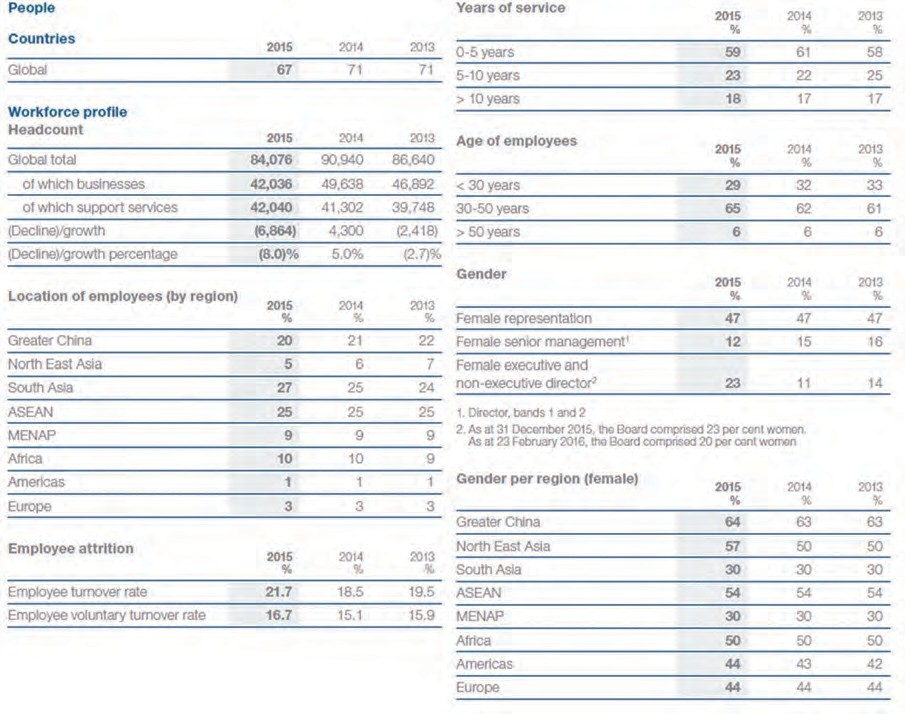 People
Countries
2015 2014 2013
Global 67 71 71
Workforce profile
Headcount
2015 2014 2013
Global total 84,076 90,940 86,640
of which businesses 42,036 49,638 46,892
of which support services 42,040 41,302 39,748
(Decline)/growth (6,864) 4,300 (2,418)
(Decline)/growth percentage (8.0)% 5.0% (2.7)%
Location of employees (by region)
2015 2014 2013
% % %
Greater China 20 21 22
North East Asia 5 6 7
South Asia 27 25 24
ASEAN 25 25 25
MENAP 9 9 9
Africa 10 10 9
Americas 1 1 1
Europe 3 3 3
Employee attrition
2015 2014 2013
% % %
Employee turnover rate 21.7 18.5 19.5
Employee voluntary turnover rate 16.7 15.1 15.9
Years of service
2015 2014 2013
% % %
0-5 years 59 61 58
5-10 years 23 22 25
> 10 years 18 17 17
Age of employees
2015 2014 2013
% % %
< 30 years 29 32 33
30-50 years 65 62 61
> 50 years 6 6 6
Gender
2015 2014 2013
% % %
Female representation 47 47 47
Female senior management¹ 12 15 16
Female executive and
non-executive director² 23 11 14
1. Director, bands 1 and 2
2. As at 31 December 2015, the Board comprised 23 per cent women.
As at 23 February 2016, the Board comprised 20 per cent women
Gender per region (female)
2015 2014 2013
% % %
Greater China 64 63 63
North East Asia 57 50 50
South Asia 30 30 30
ASEAN 54 54 54
MENAP 30 30 30
Africa 50 50 50
Americas 44 43 42
Europe 44 44 44